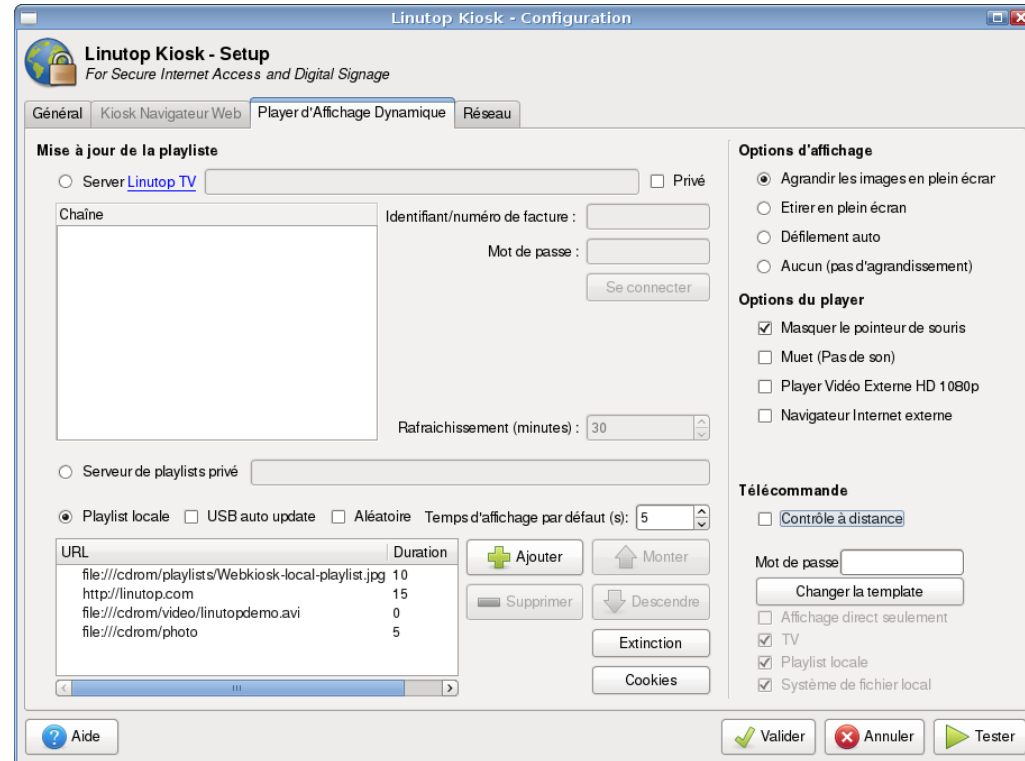 Linutop Kiosk - Configuration
Linutop Kiosk - Setup
For Secure Internet Access and Digital Signage
Général
Kiosk Navigateur Web
Player d'Affichage Dynamique
Réseau
Mise à jour de la playliste
Server Linutop TV
Privé
Chaîne
Identifiant/numéro de facture :
Mot de passe :
Se connecter
Rafraichissement (minutes) : 30
Serveur de playlists privé
Playlist locale
USB auto update
Aléatoire
Temps d'affichage par défaut (s): 5
URL Duration
file:///cdrom/playlists/Webkiosk-local-playlist.jpg 10
http://linutop.com 15
file:///cdrom/video/linutopdemo.avi 0
file:///cdrom/photo 5
Ajouter
Monter
Supprimer
Descendre
Extinction
Cookies
Options d'affichage
Agrandir les images en plein écrar
Etirer en plein écran
Défilement auto
Aucun (pas d'agrandissement)
Options du player
Masquer le pointeur de souris
Muet (Pas de son)
Player Vidéo Externe HD 1080p
Navigateur Internet externe
Télécommande
Contrôle à distance
Mot de passe
Changer la template
Affichage direct seulement
TV
Playlist locale
Système de fichier local
Aide
Valider
Annuler
Tester